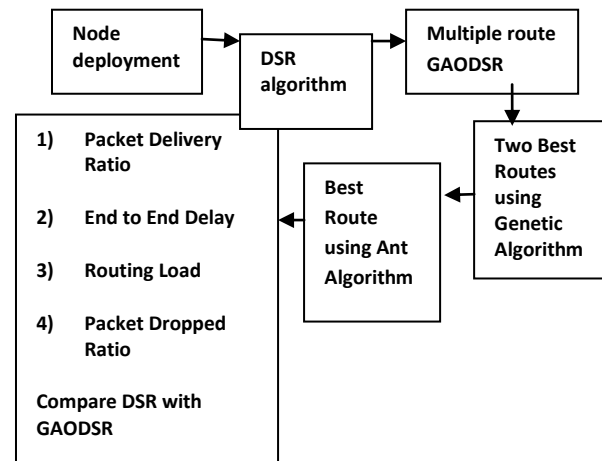 Node
deployment
DSR
algorithm
Multiple route
GAODSR
Two Best
Routes
using
Genetic
Algorithm
Best
Route
using Ant
Algorithm
1) Packet Delivery
Ratio
2) End to End Delay
3) Routing Load
4) Packet Dropped
Ratio
Compare DSR with
GAODSR